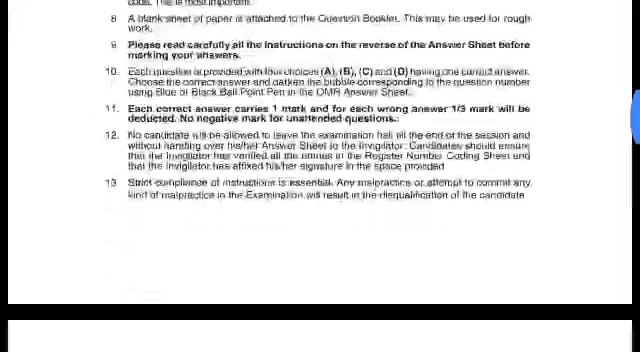 code. This is most important.
8 A blank sheet of paper is attached to the Question Booklet. This may be used for rough
work.
9 Please read carefully all the instructions on the reverse of the Answer Sheet before
marking your answers.
10. Each question is provided with four choices (A), (B), (C) and (D) having one correct answer.
Choose the correct answer and darken the bubble corresponding to the question number
using Blue or Black Ball Point Pen in the OMR Answer Sheet.
11. Each correct answer carries 1 mark and for each wrong answer 1/3 mark will be
deducted. No negative mark for unattended questions.
12. No candidate will be allowed to leave the examination hall till the end of the session and
without handing over his/her Answer Sheet to the Invigilator. Candidates should ensure
that the Invigilator has verified all the entries in the Register Number Coding Sheet and
that the Invigilator has affixed his/her signature in the space provided
13 Strict compliance of instructions is essential. Any malpractice or attempt to commit any
kind of malpractice in the Examination will result in the disqualification of the candidate